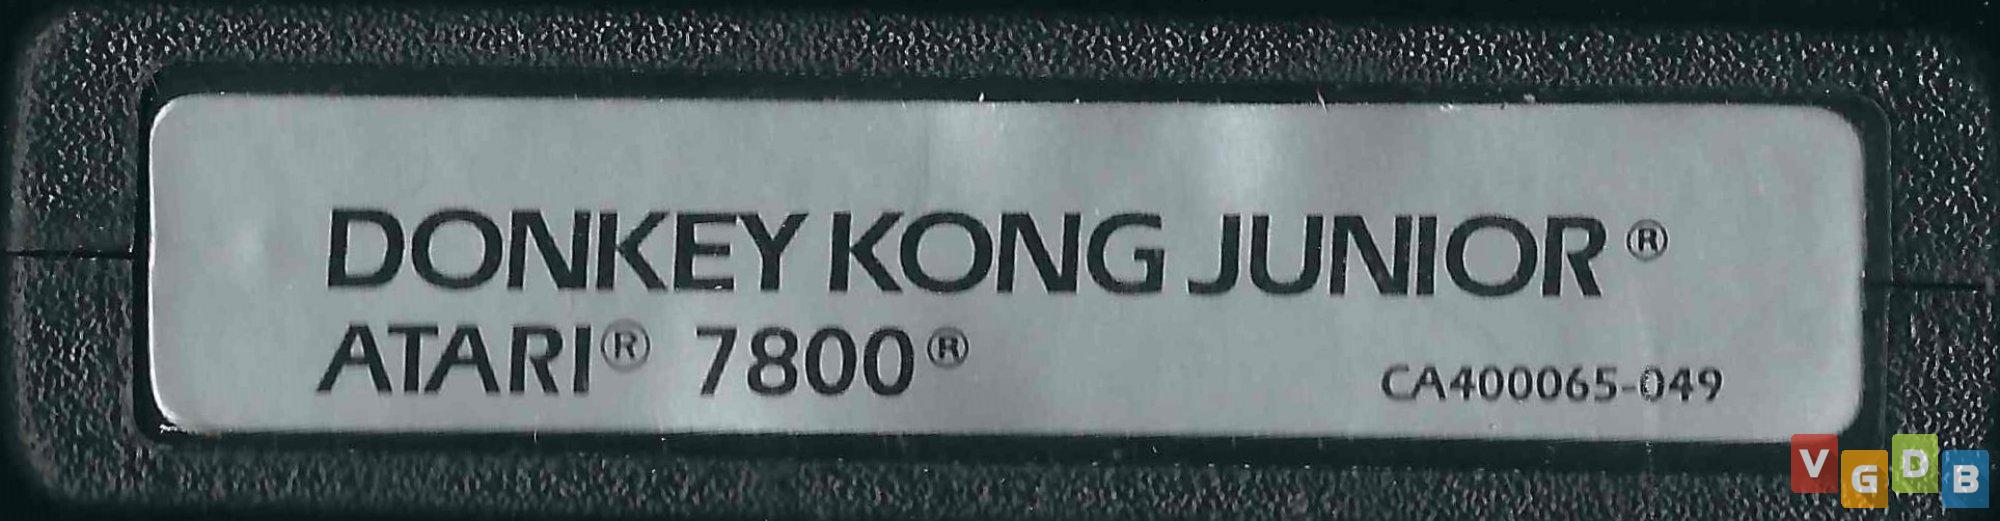 DONKEY KONG JUNIOR®
ATARI® 7800®
CA400065-049
VGDB